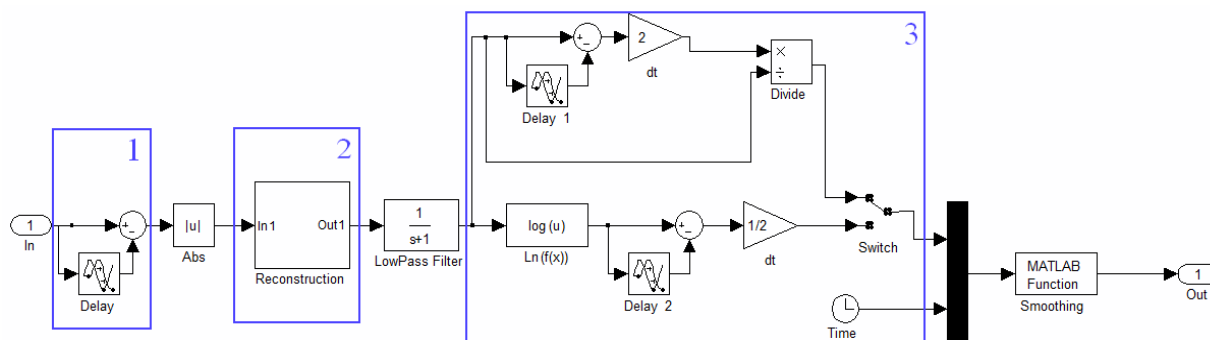 1
2
3
+
−
2
dt
×
÷
Divide
Delay 1
1
In
+
−
Delay
|u|
Abs
In1
Out1
Reconstruction
1
s+1
LowPass Filter
log(u)
Ln(f(x))
+
−
Delay 2
1/2
dt
Switch
Time
MATLAB
Function
Smoothing
1
Out